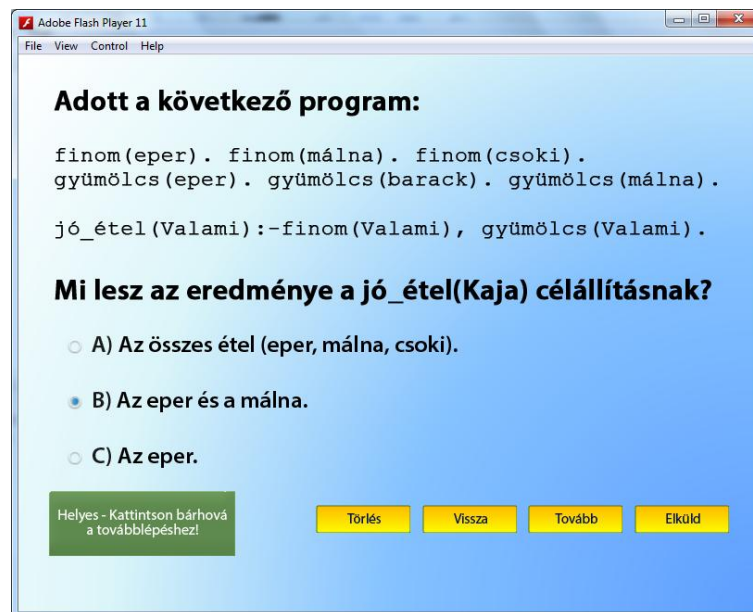 Adobe Flash Player 11
File View Control Help
Adott a következő program:
finom(eper). finom(málna). finom(csoki).
gyümölcs(eper). gyümölcs(barack). gyümölcs(málna).
jó_étel(Valami):-finom(Valami), gyümölcs(Valami).
Mi lesz az eredménye a jó_étel(Kaja) célállításnak?
A) Az összes étel (eper, málna, csoki).
B) Az eper és a málna.
C) Az eper.
Helyes - Kattintson bárhová
a továbblépéshez!
Törlés Vissza Tovább Elküld